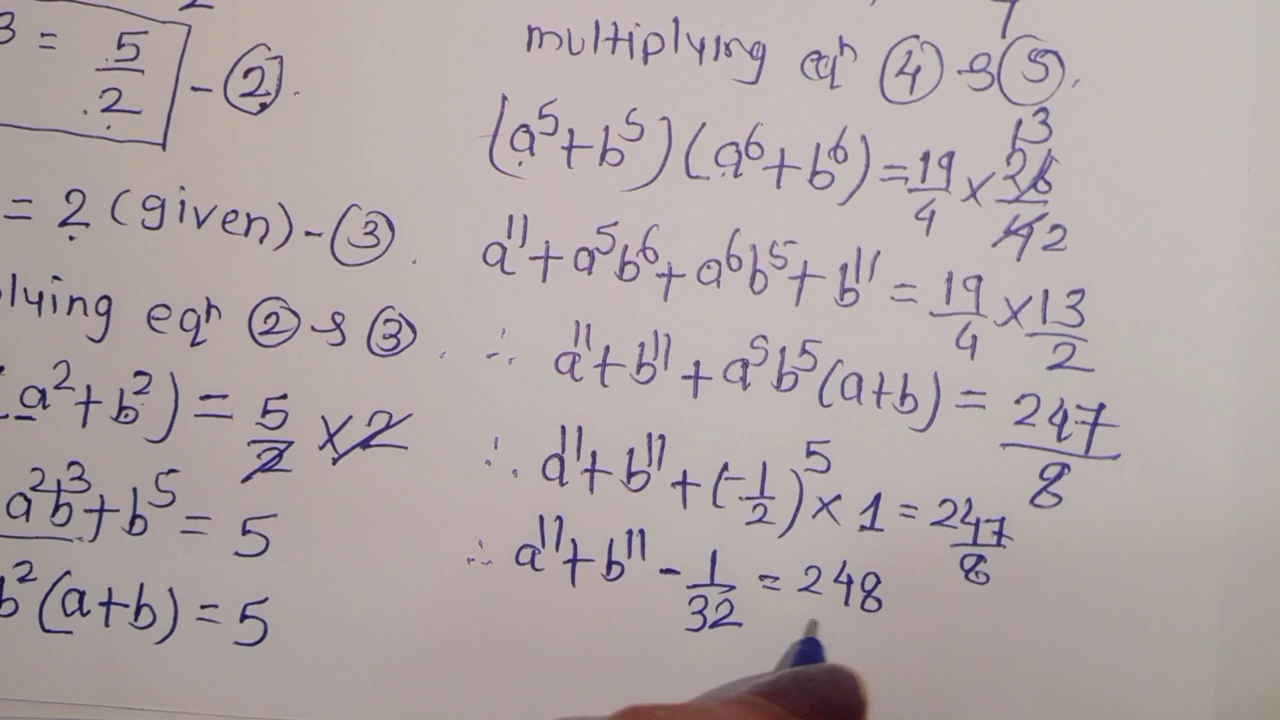 3 = 5/2 - ②.
= 2 (given) - ③.
lying eqⁿ ② & ③.
a² + b²) = 5/2 × 2
a²b³ + b⁵ = 5
b²(a+b) = 5
multiplying eqⁿ ④ & ⑤.
(a⁵ + b⁵)(a⁶ + b⁶) = 19/4 × 26/4 13 2
a¹¹ + a⁵b⁶ + a⁶b⁵ + b¹¹ = 19/4 × 13/2
∴ a¹¹ + b¹¹ + a⁵b⁵(a+b) = 247/8
∴ a¹¹ + b¹¹ + (-1/2)⁵ × 1 = 247/8
∴ a¹¹ + b¹¹ - 1/32 = 248